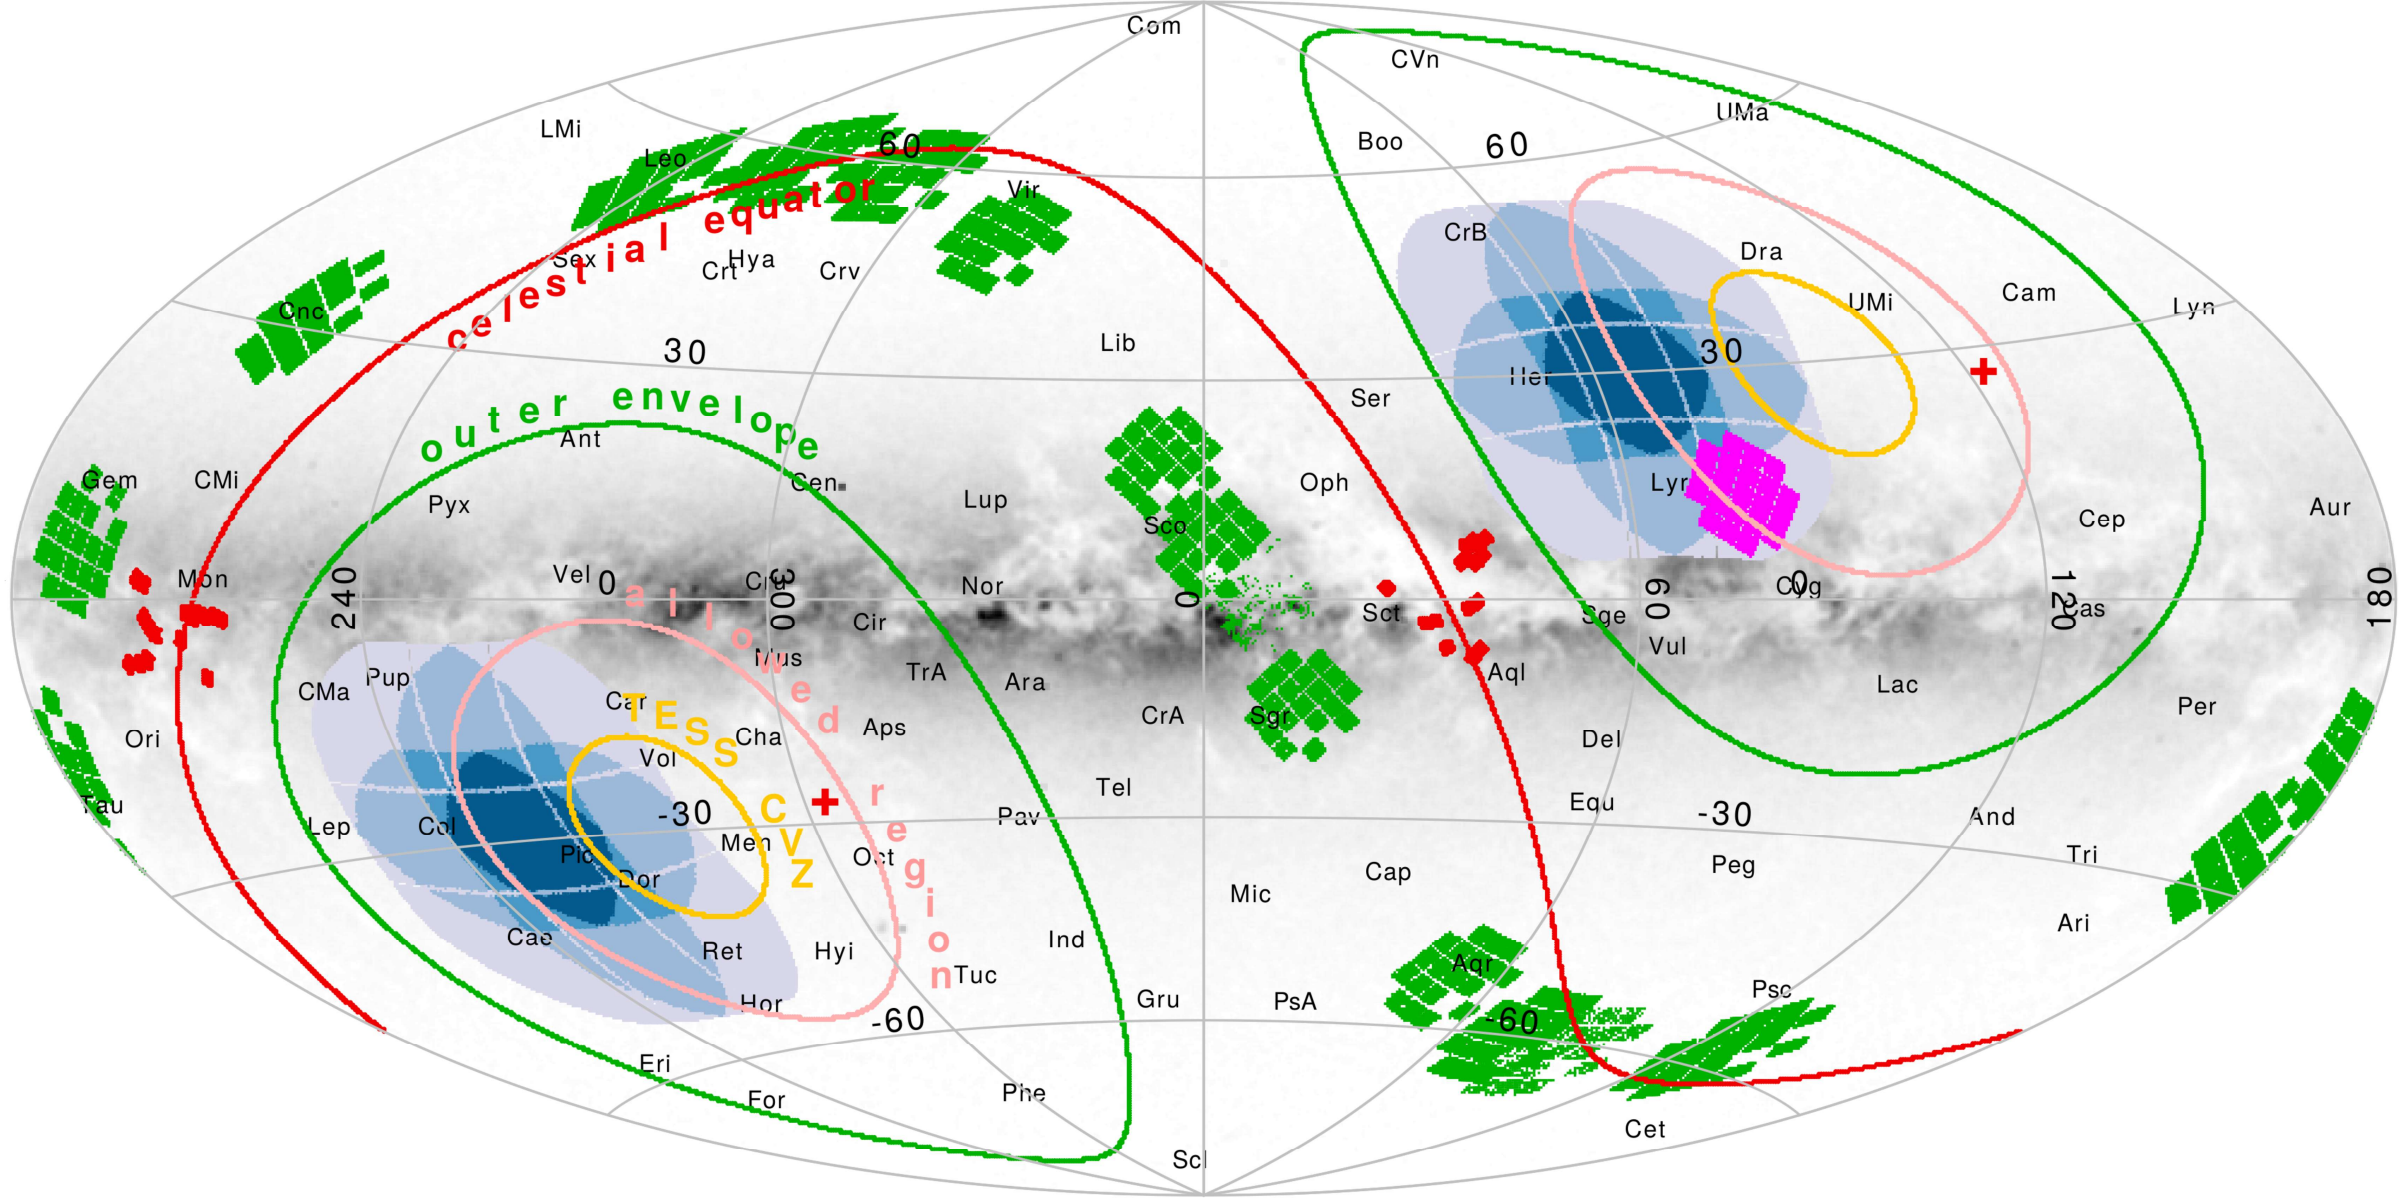 Com
CVn
UMa
LMi
Boo
60
60
Leo
Vir
celestial equator
CrB
Dra
Sex
Crt
Hya
Crv
UMi
Cam
Lyn
Cnc
Lib
30
30
Her
Ser
outer envelope
Ant
Gem
CMi
Cen
Oph
Lyr
Pyx
Lup
Aur
Sco
Cep
Mon
240
Vel
0
300
Nor
0
60
0
Cyg
120
180
allowed region
Cir
Sct
Sge
Vul
Mus
TrA
Ara
Aql
Pup
CMa
Car
Lac
TESS CVZ
Aps
CrA
Sgr
Per
Ori
Cha
Del
Vol
Tel
Tau
-30
Pav
Equ
-30
And
Lep
Col
Men
Pic
Oct
Tri
Dor
Cap
Peg
Mic
Cae
Ret
Hyi
Ind
Ari
Tuc
Aqr
Hor
Gru
PsA
Psc
-60
-60
Eri
For
Phe
Cet
Scl